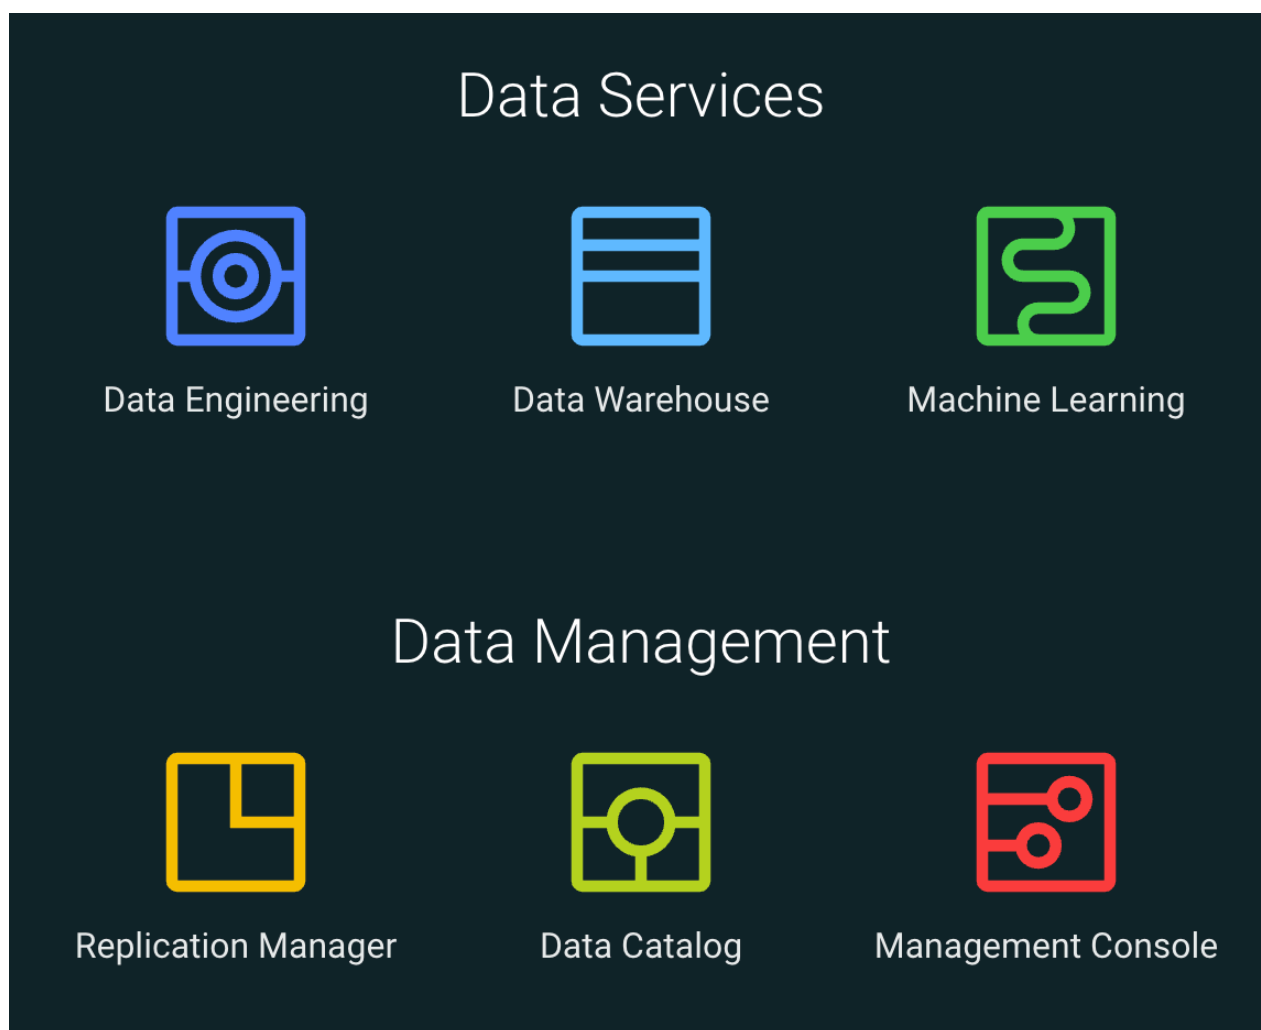 Data Services
Data Engineering
Data Warehouse
Machine Learning
Data Management
Replication Manager
Data Catalog
Management Console